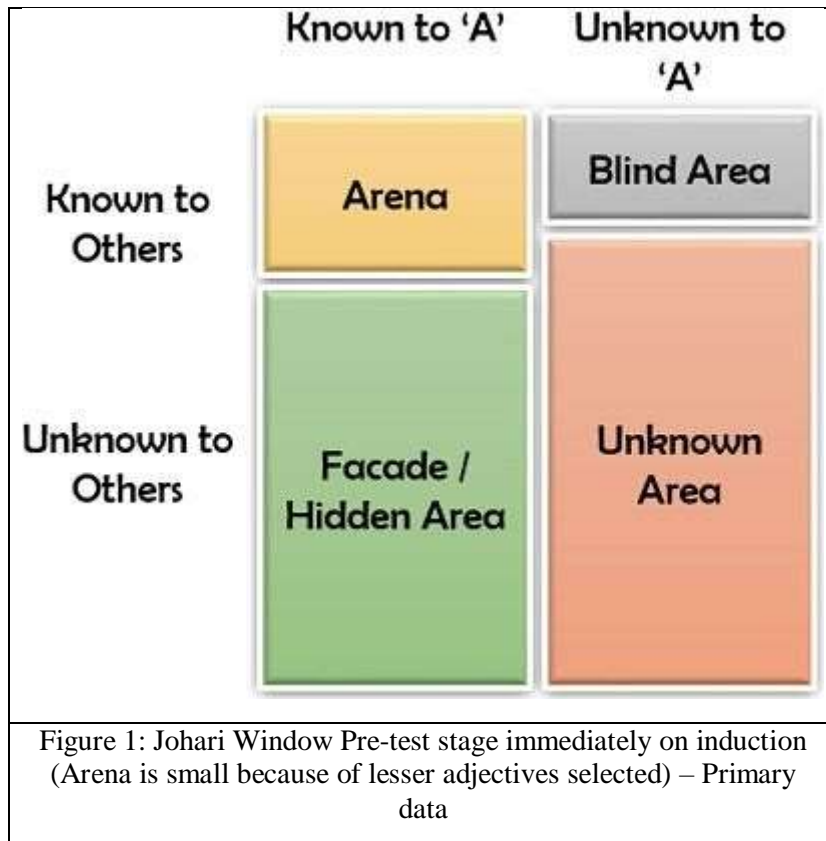 Known to ‘A’
Unknown to
‘A’
Known to
Others
Arena
Blind Area
Unknown to
Others
Facade /
Hidden Area
Unknown
Area
Figure 1: Johari Window Pre-test stage immediately on induction
(Arena is small because of lesser adjectives selected) – Primary
data